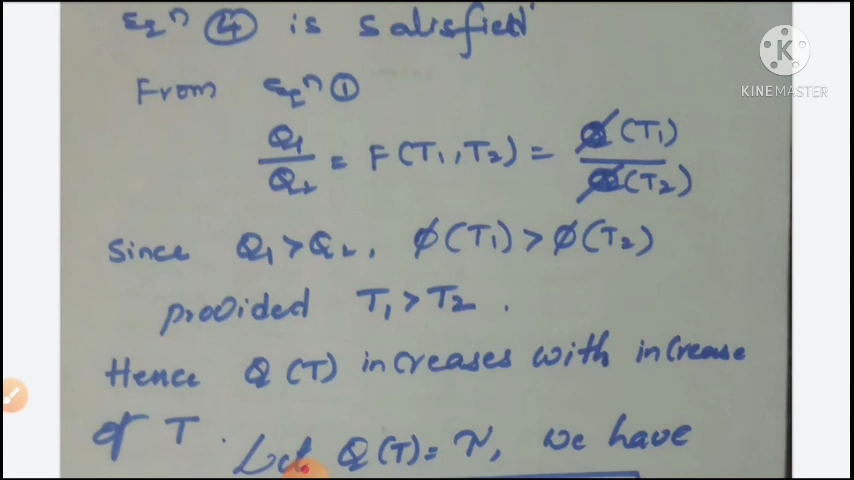 Eqn ④ is satisfied
From Eqn ①
Q1/Q2 = F(T1,T2) = ϕ(T1)/ϕ(T2)
Since Q1>Q2, ϕ(T1)>ϕ(T2)
provided T1>T2.
Hence Q(T) increases with increase
of T.
Let Q(T)= τ, we have
K
KINEMASTER